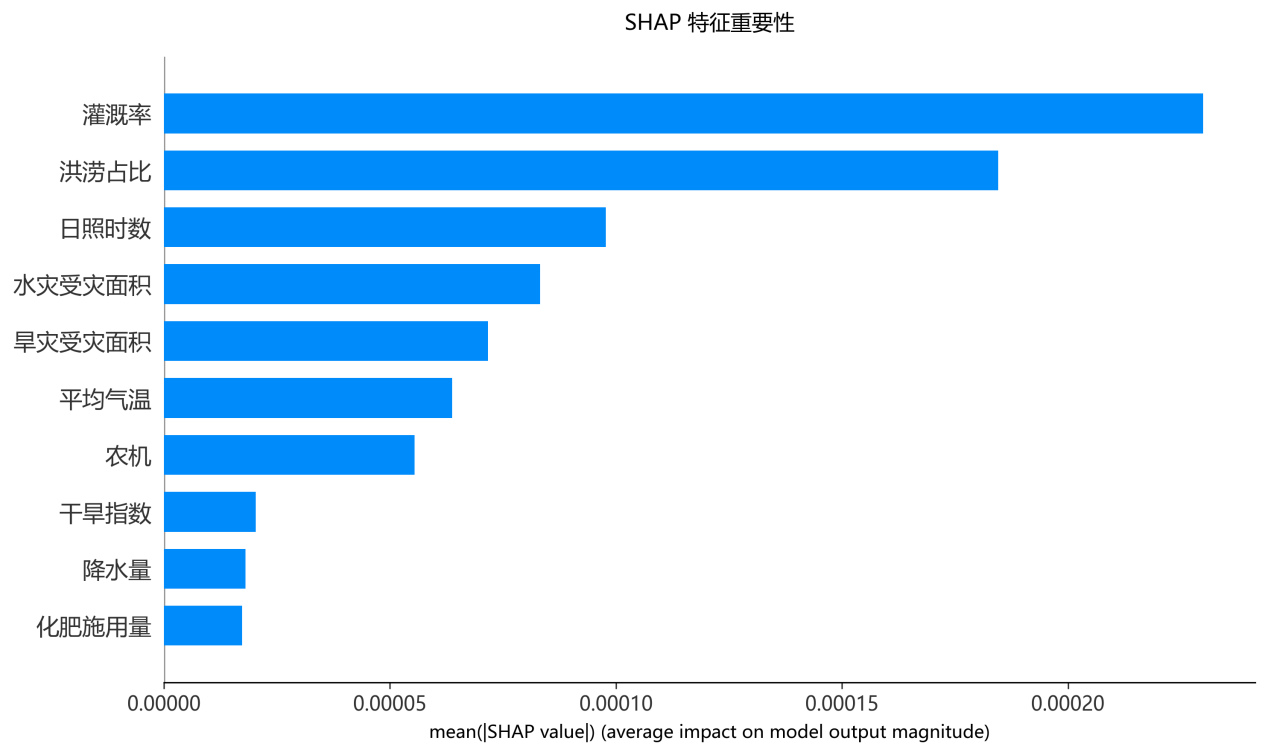 SHAP 特征重要性
灌溉率
洪涝占比
日照时数
水灾受灾面积
旱灾受灾面积
平均气温
农机
干旱指数
降水量
化肥施用量
0.00000 0.00005 0.00010 0.00015 0.00020
mean(|SHAP value|) (average impact on model output magnitude)